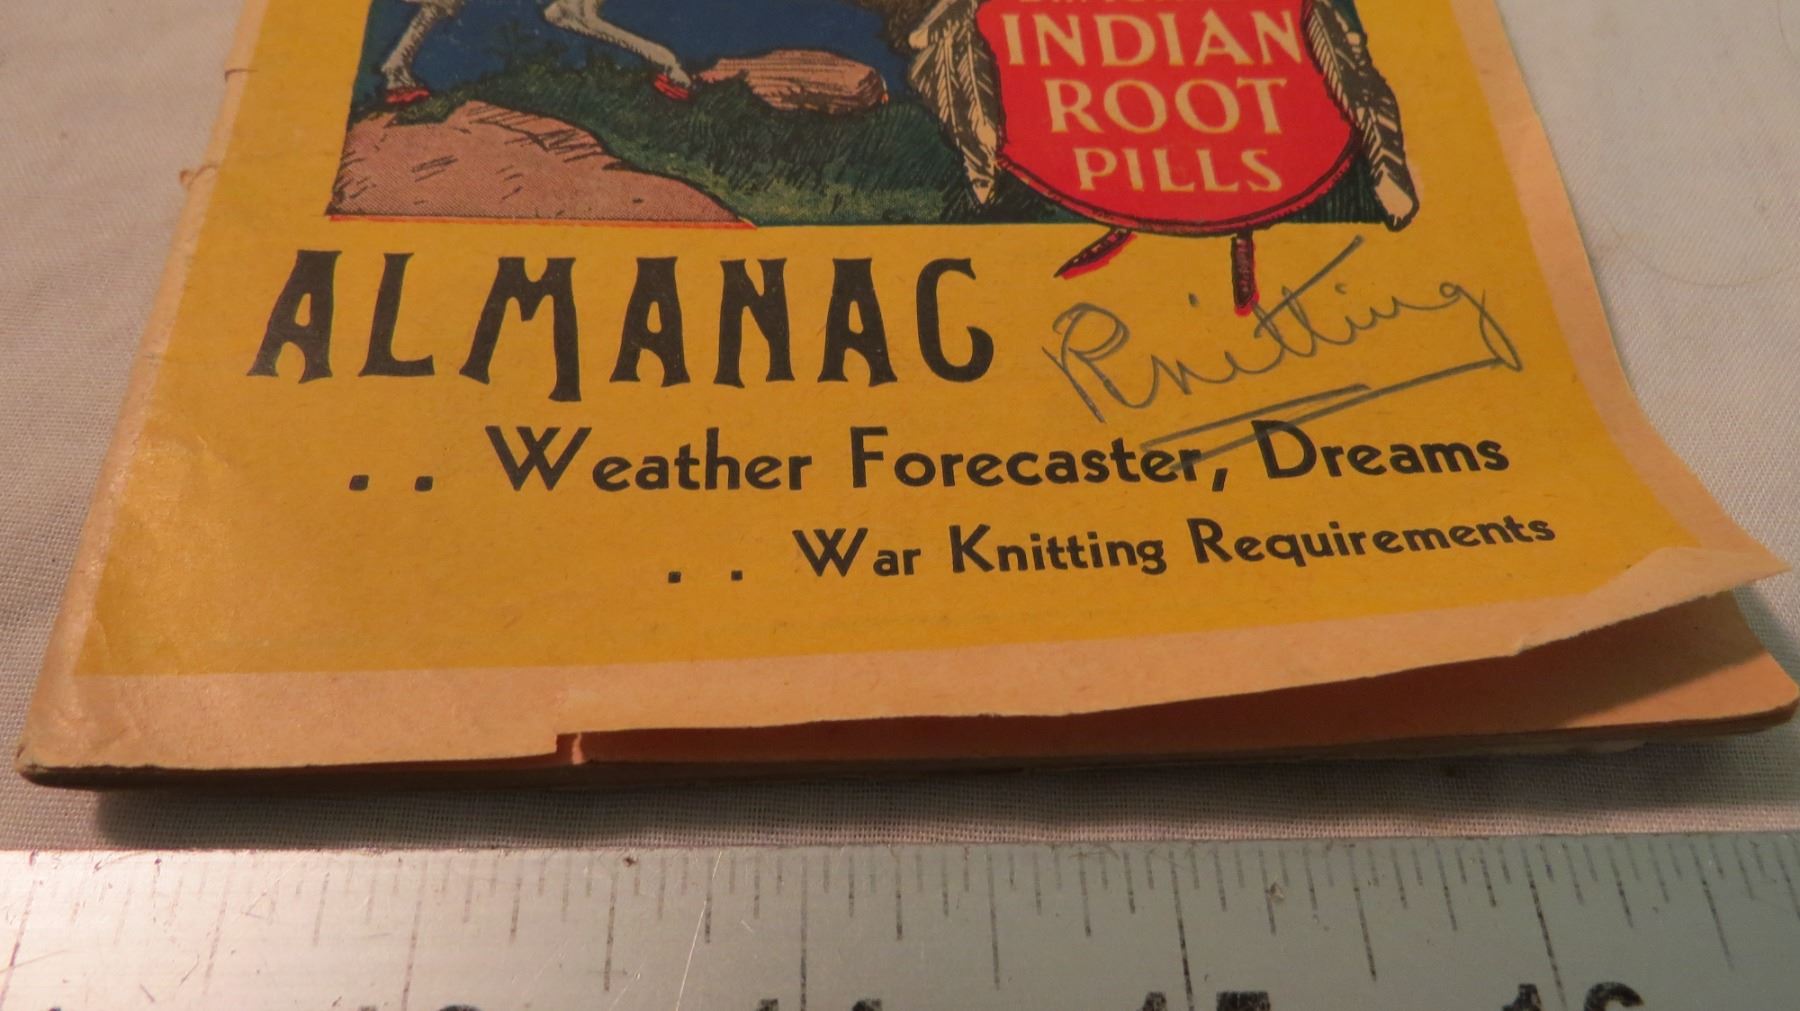 INDIAN
ROOT
PILLS
ALMANAC
Knitting
.. Weather Forecaster, Dreams
.. War Knitting Requirements